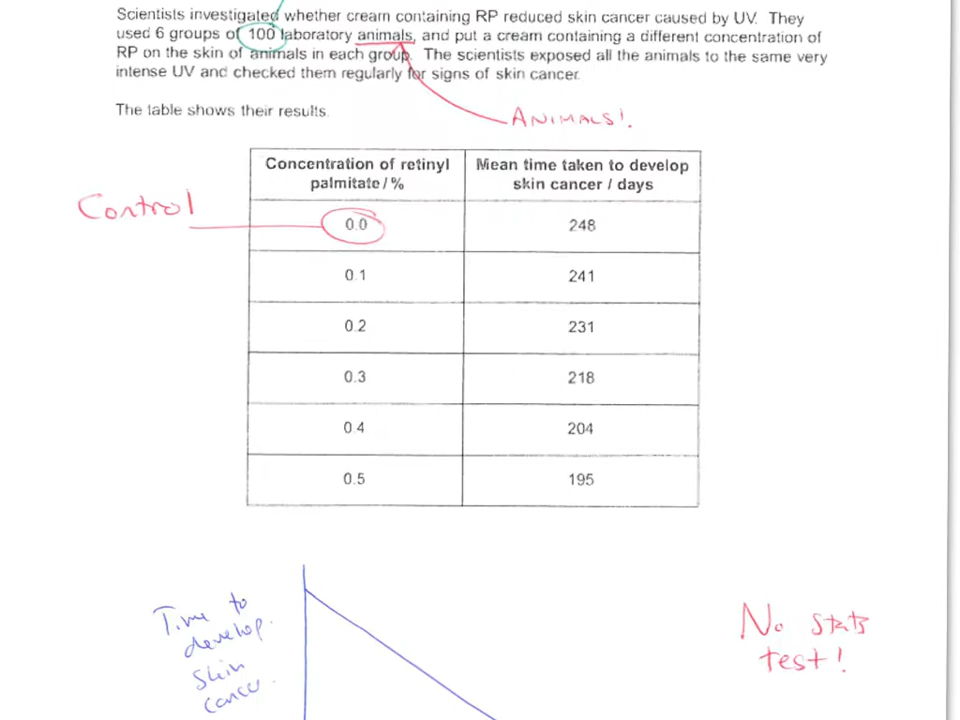 Scientists investigated whether cream containing RP reduced skin cancer caused by UV. They
used 6 groups of 100 laboratory animals, and put a cream containing a different concentration of
RP on the skin of animals in each group. The scientists exposed all the animals to the same very
intense UV and checked them regularly for signs of skin cancer.
The table shows their results.
ANIMALS!.
Concentration of retinyl
palmitate / %
Mean time taken to develop
skin cancer / days
Control
0.0
248
0.1
241
0.2
231
0.3
218
0.4
204
0.5
195
Time to
develop.
skin
cancer.
No stats
test!